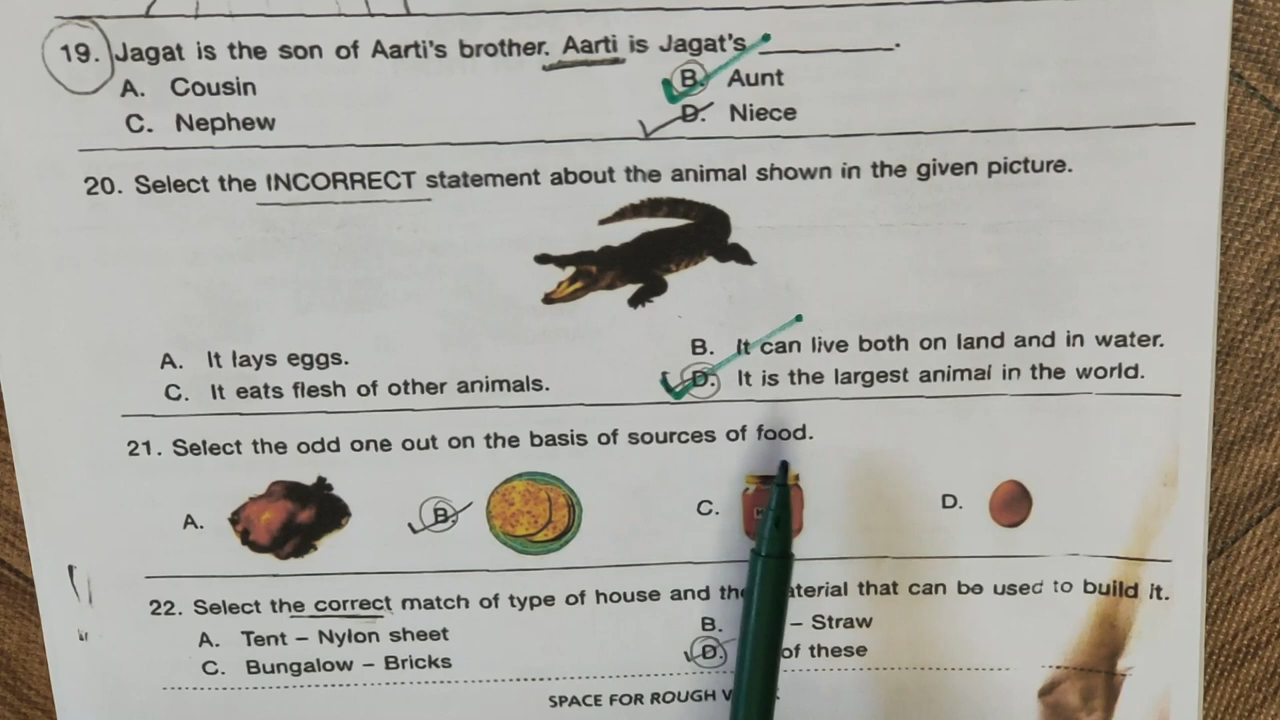 19. Jagat is the son of Aarti's brother. Aarti is Jagat's ________.
A. Cousin
B. Aunt
C. Nephew
D. Niece
20. Select the INCORRECT statement about the animal shown in the given picture.
A. It lays eggs.
B. It can live both on land and in water.
C. It eats flesh of other animals.
D. It is the largest animal in the world.
21. Select the odd one out on the basis of sources of food.
A.
B.
C.
D.
22. Select the correct match of type of house and the material that can be used to build it.
A. Tent – Nylon sheet
B. – Straw
C. Bungalow – Bricks
D. of these
SPACE FOR ROUGH